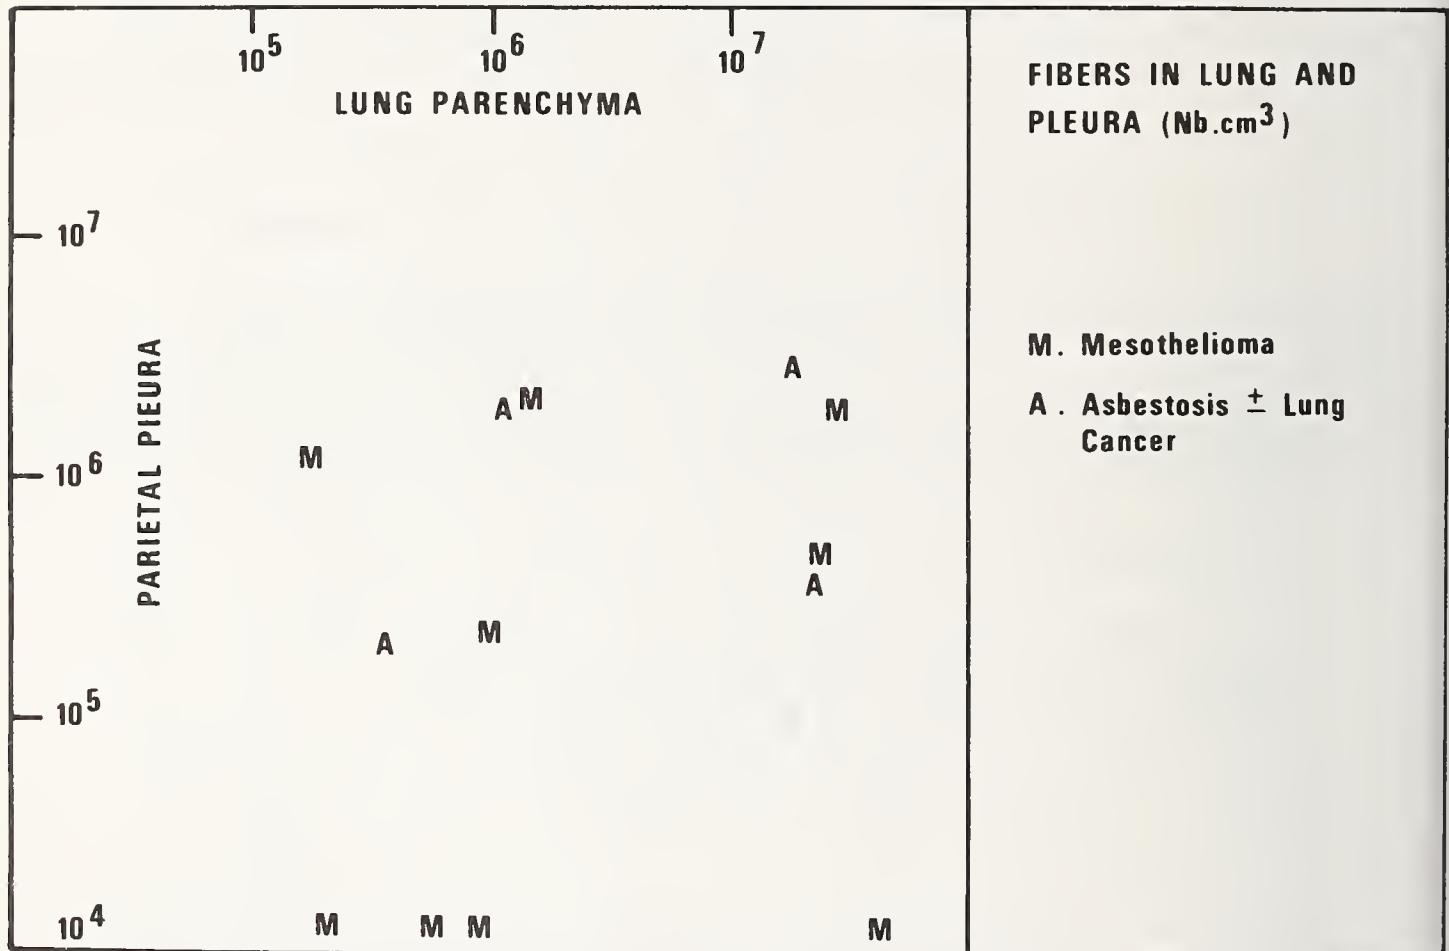 10^5 10^6 10^7
LUNG PARENCHYMA
FIBERS IN LUNG AND
PLEURA (Nb.cm^3)
10^7
PARIETAL PIEURA
M. Mesothelioma
A. Asbestosis ± Lung
Cancer
A
M
A M
M
10^6
M
A
M
A
10^5
10^4 M M M M